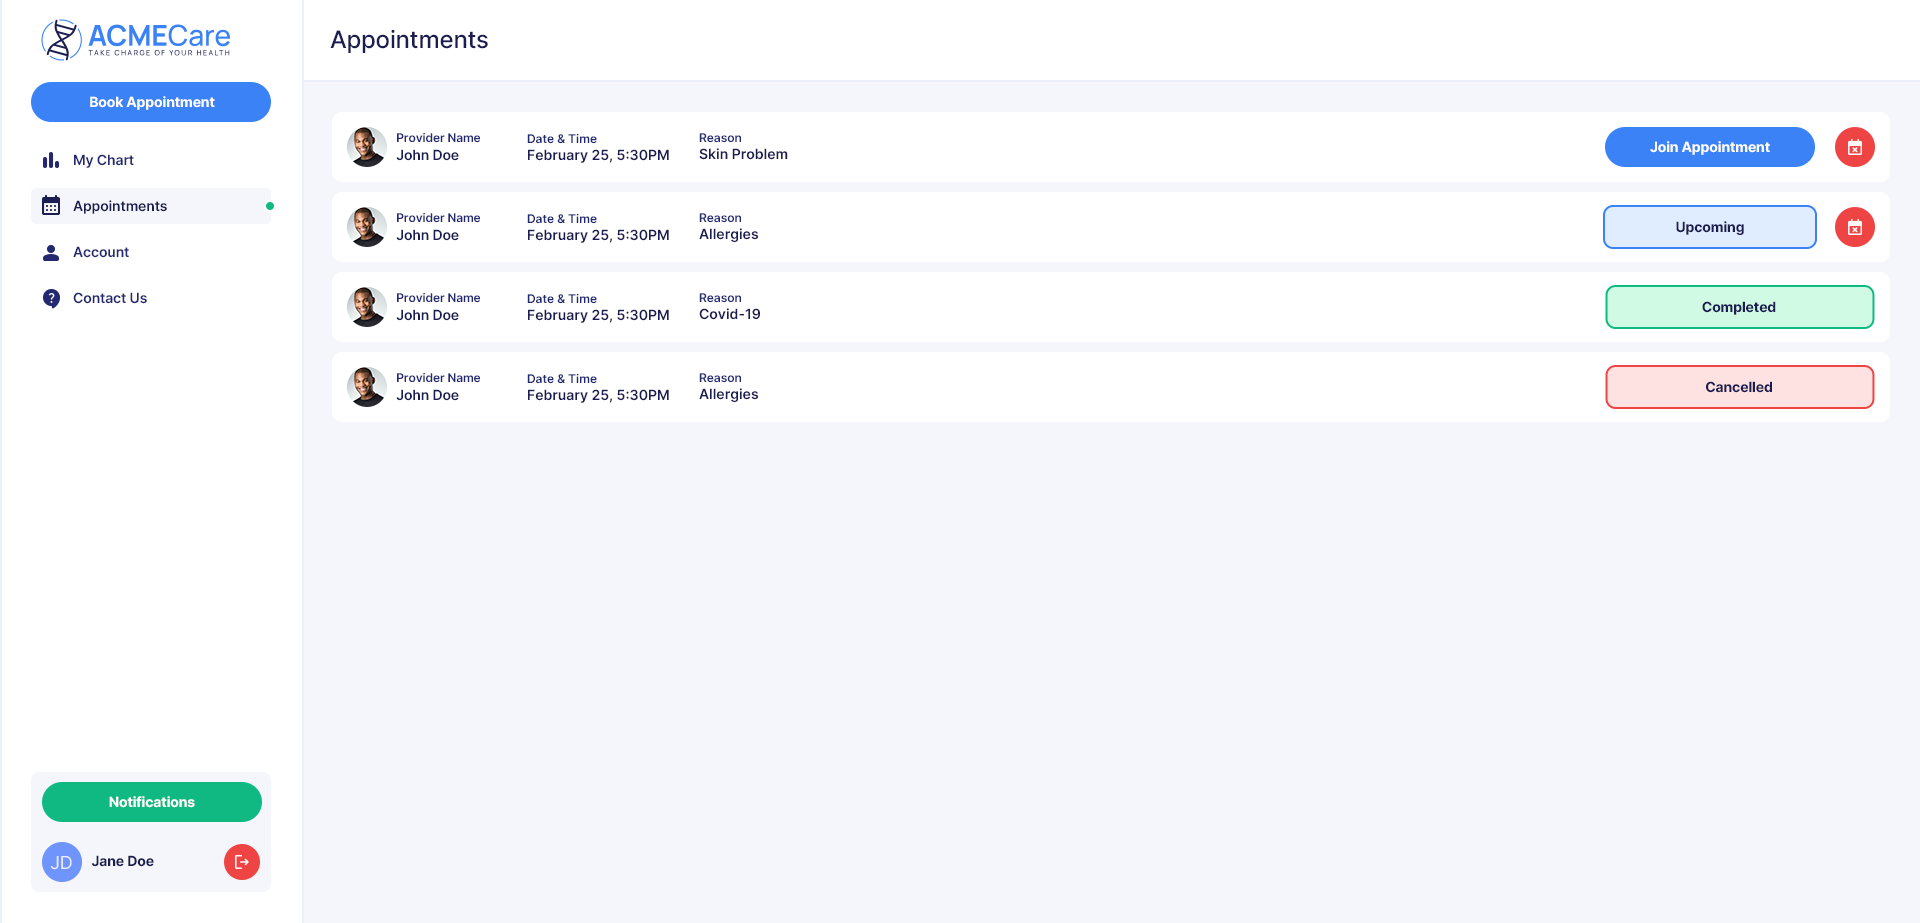 ACMECare
TAKE CHARGE OF YOUR HEALTH
Book Appointment
My Chart
Appointments
Account
Contact Us
Notifications
JD Jane Doe
Appointments
Provider Name Date & Time Reason
John Doe February 25, 5:30PM Skin Problem
Join Appointment
Provider Name Date & Time Reason
John Doe February 25, 5:30PM Allergies
Upcoming
Provider Name Date & Time Reason
John Doe February 25, 5:30PM Covid-19
Completed
Provider Name Date & Time Reason
John Doe February 25, 5:30PM Allergies
Cancelled